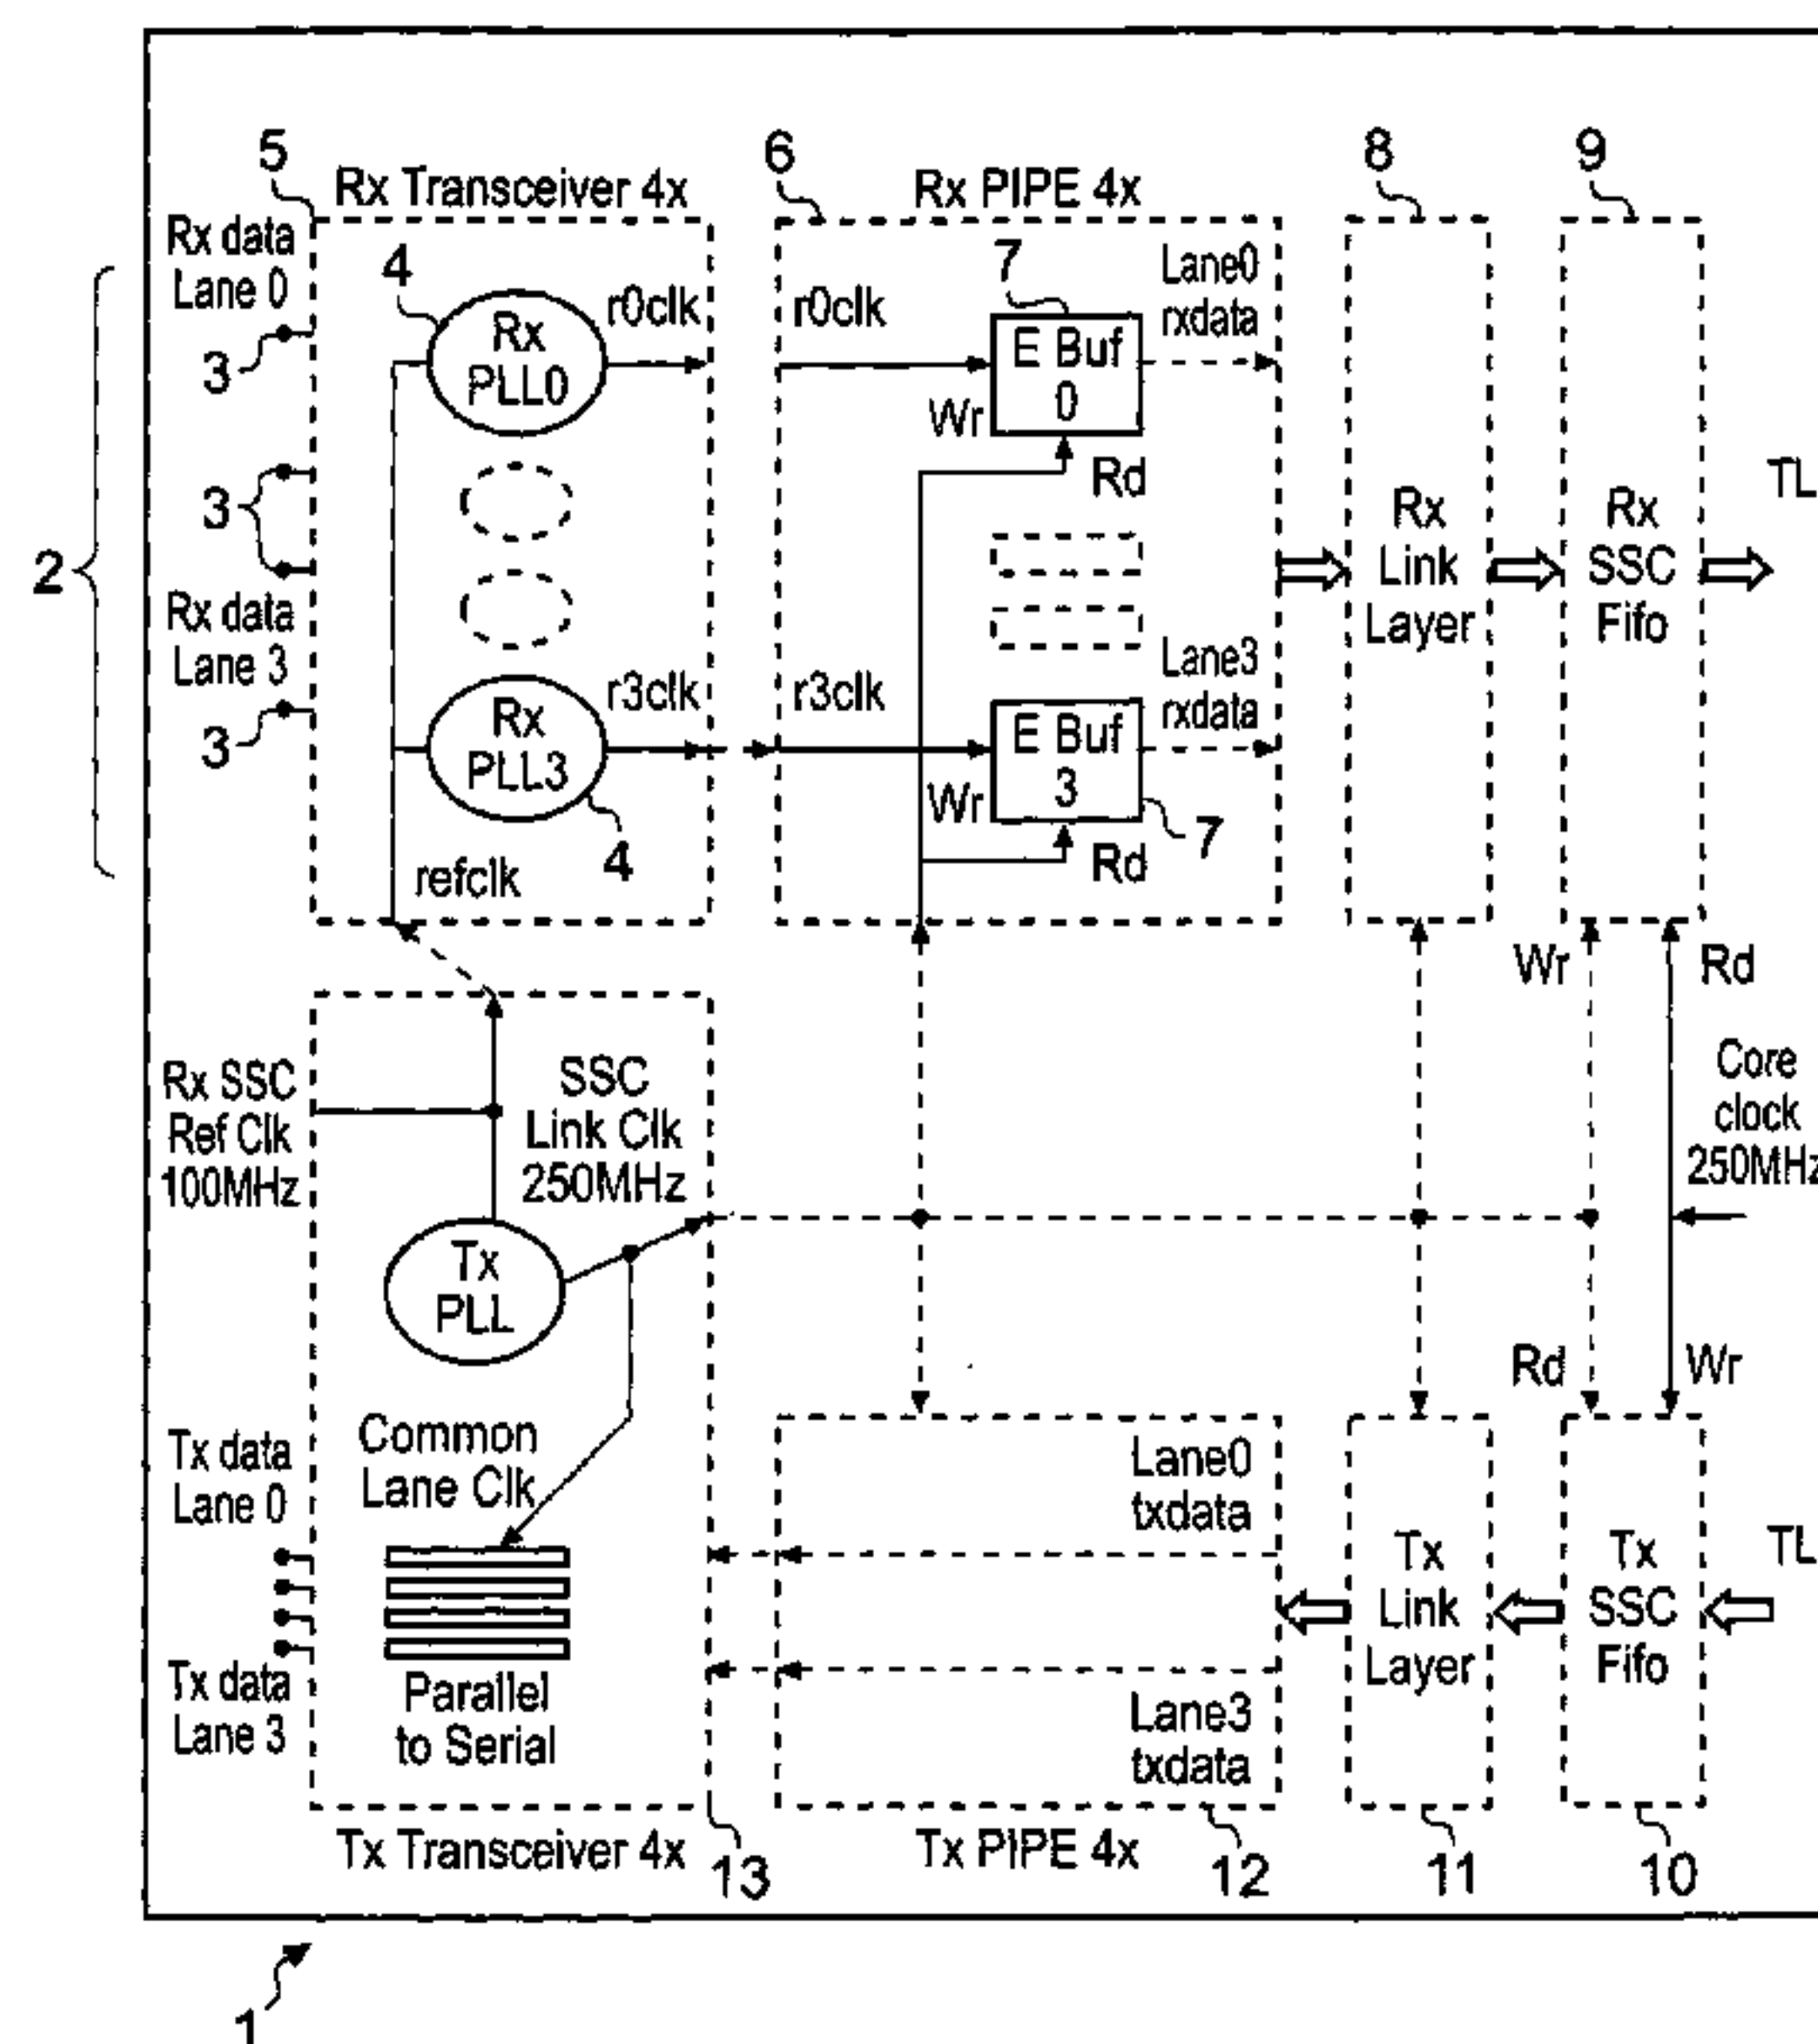 5
Rx Transceiver 4x
6
Rx PIPE 4x
8
9
Rx data
Lane 0
3
4
Rx
PLL0
r0clk
r0clk
7
E Buf
0
Wr
Rd
Lane0
rxdata
2
3
Rx data
Lane 3
3
Rx
PLL3
4
r3clk
r3clk
E Buf
3
Wr
Rd
7
Lane3
rxdata
refclk
Rx
Link
Layer
Rx
SSC
Fifo
TL
Wr
Rd
Rx SSC
Ref Clk
100MHz
SSC
Link Clk
250MHz
Core
clock
250MHz
Tx
PLL
Rd
Wr
Tx data
Lane 0
Common
Lane Clk
Lane0
txdata
Tx
Link
Layer
Tx
SSC
Fifo
TL
Tx data
Lane 3
Parallel
to Serial
Lane3
txdata
Tx Transceiver 4x
13
Tx PIPE 4x
12
11
10
1